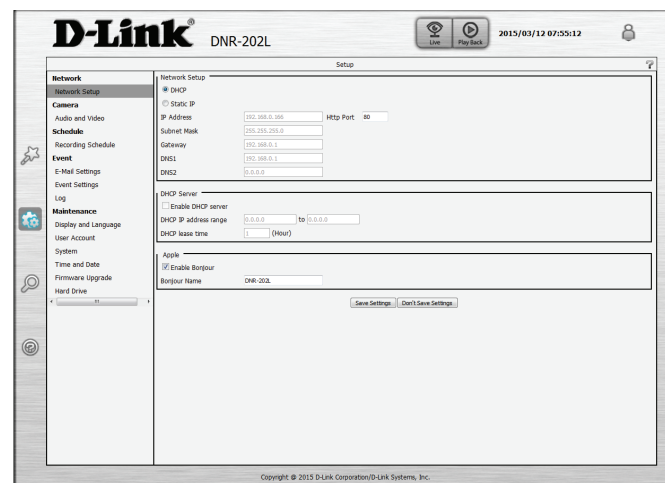 D-Link® DNR-202L
Live
Play Back
2015/03/12 07:55:12
Setup
?
Network
Network Setup
Camera
Audio and Video
Schedule
Recording Schedule
Event
E-Mail Settings
Event Settings
Log
Maintenance
Display and Language
User Account
System
Time and Date
Firmware Upgrade
Hard Drive
Network Setup
DHCP
Static IP
IP Address 192.168.0.166 Http Port 80
Subnet Mask 255.255.255.0
Gateway 192.168.0.1
DNS1 192.168.0.1
DNS2 0.0.0.0
DHCP Server
Enable DHCP server
DHCP IP address range 0.0.0.0 to 0.0.0.0
DHCP lease time 1 (Hour)
Apple
Enable Bonjour
Bonjour Name DNR-202L
Save Settings Don't Save Settings
Copyright @ 2015 D-Link Corporation/D-Link Systems, Inc.